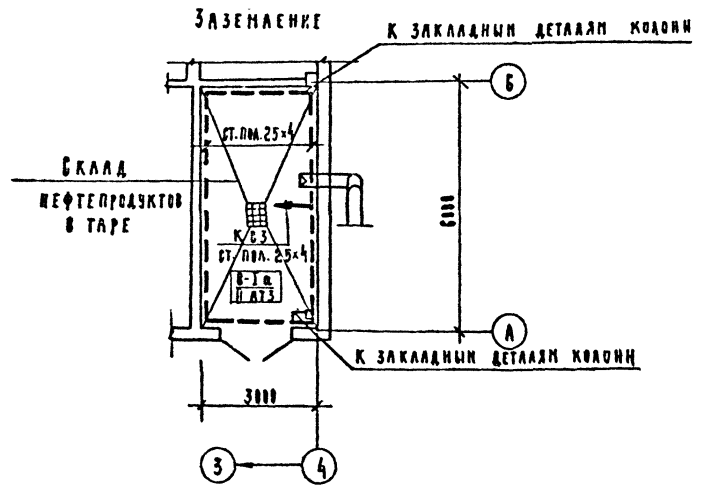 Заземление
К закладным деталям колонн
Б
ст. пол. 25×4
Склад
нефтепродуктов
в таре
6000
К СЗ
ст. пол. 25×4
В-Iа
II АТ3
А
К закладным деталям колонн
3000
3
4